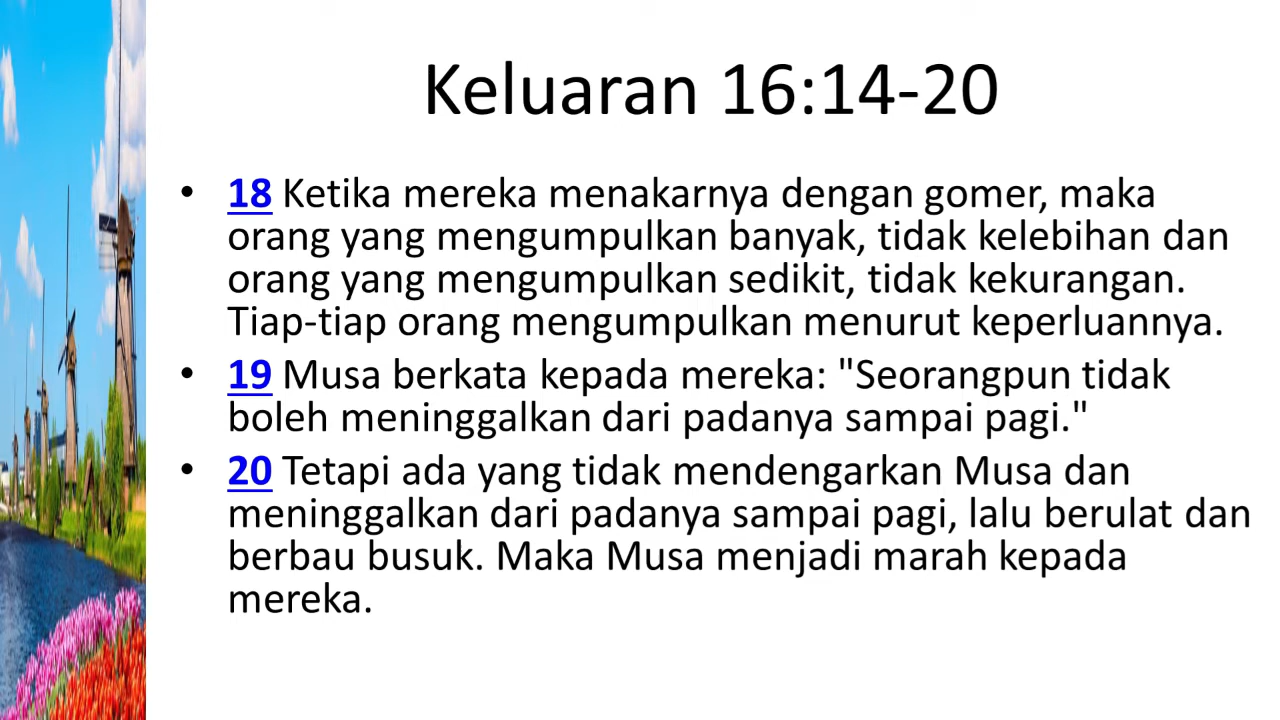 Keluaran 16:14-20
• 18 Ketika mereka menakarnya dengan gomer, maka
orang yang mengumpulkan banyak, tidak kelebihan dan
orang yang mengumpulkan sedikit, tidak kekurangan.
Tiap-tiap orang mengumpulkan menurut keperluannya.
• 19 Musa berkata kepada mereka: "Seorangpun tidak
boleh meninggalkan dari padanya sampai pagi."
• 20 Tetapi ada yang tidak mendengarkan Musa dan
meninggalkan dari padanya sampai pagi, lalu berulat dan
berbau busuk. Maka Musa menjadi marah kepada
mereka.